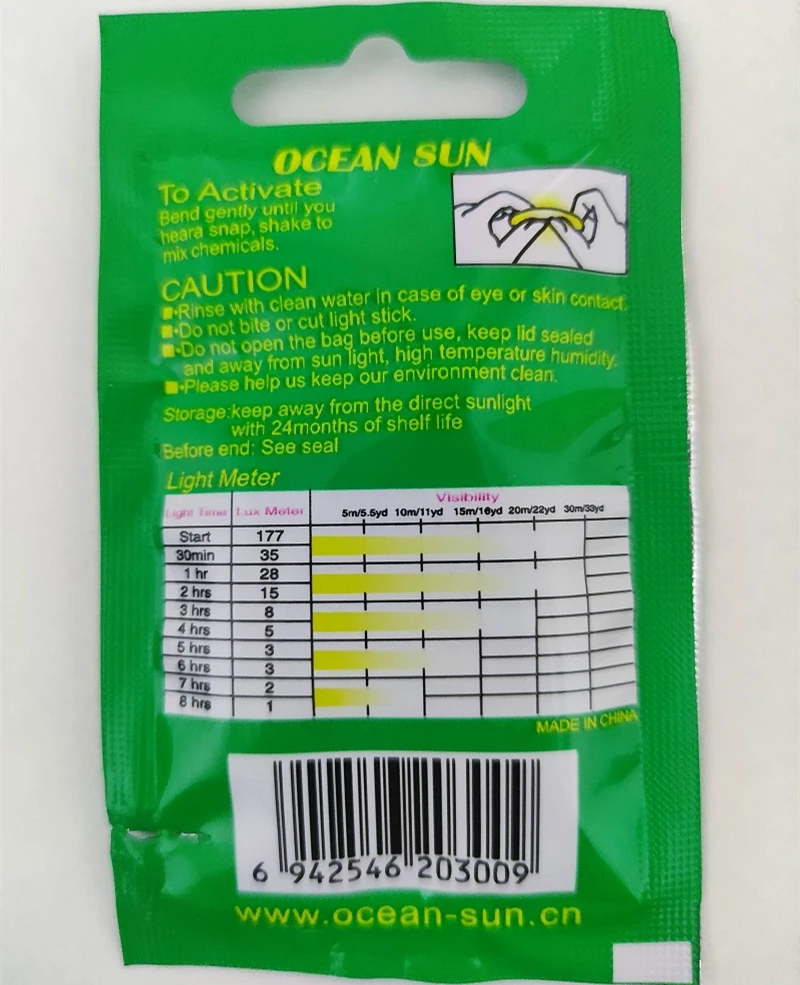 OCEAN SUN
To Activate
Bend gently until you
heara snap, shake to
mix chemicals.
CAUTION
■•Rinse with clean water in case of eye or skin contact.
■•Do not bite or cut light stick.
■•Do not open the bag before use, keep lid sealed
and away from sun light, high temperature humidity.
■•Please help us keep our environment clean.
Storage:keep away from the direct sunlight
with 24months of shelf life
Before end: See seal
Light Meter
Light Time Lux Meter Visibility
5m/5.5yd 10m/11yd 15m/16yd 20m/22yd 30m/33yd
Start 177
30min 35
1 hr 28
2 hrs 15
3 hrs 8
4 hrs 5
5 hrs 3
6 hrs 3
7 hrs 2
8 hrs 1
MADE IN CHINA
6 942546 203009
www.ocean-sun.cn